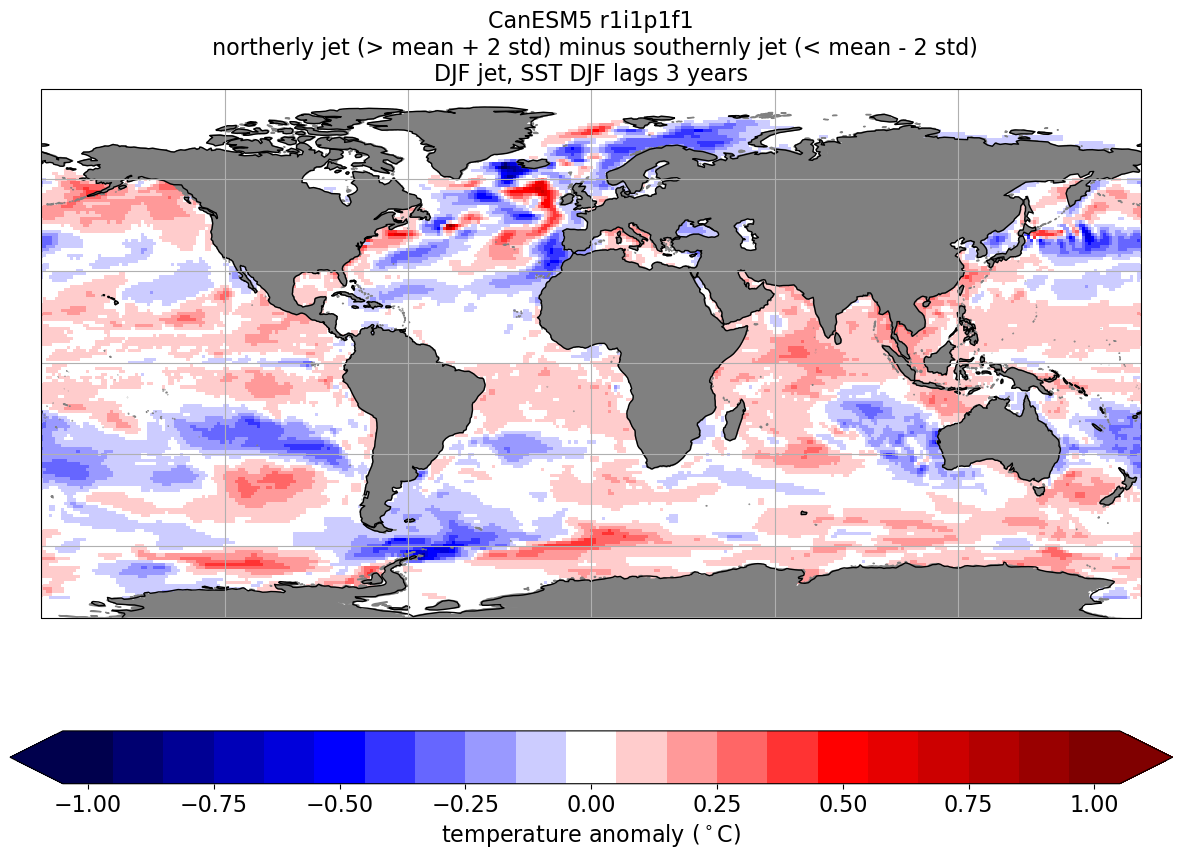 CanESM5 r1i1p1f1
northerly jet (> mean + 2 std) minus southernly jet (< mean - 2 std)
DJF jet, SST DJF lags 3 years
−1.00 −0.75 −0.50 −0.25 0.00 0.25 0.50 0.75 1.00
temperature anomaly (°C)